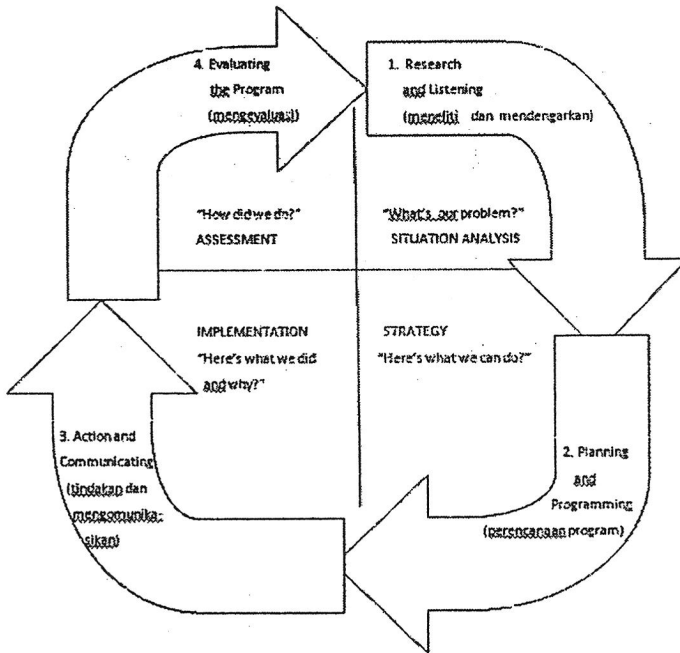 4. Evaluating
the Program
(mengevaluasi)
1. Research
and Listening
(meneliti dan mendengarkan)
"How did we do?"
ASSESSMENT
"What's our problem?"
SITUATION ANALYSIS
IMPLEMENTATION
"Here's what we did
and why?"
STRATEGY
"Here's what we can do?"
3. Action and
Communicating
(tindakan dan
mengomunika-
sikan)
2. Planning
and
Programming
(perencanaan program)